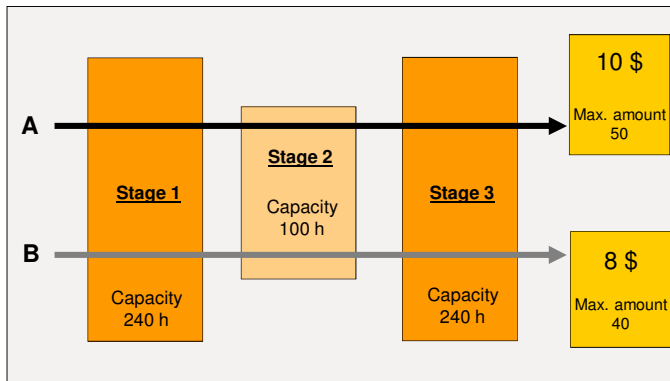 A
B
Stage 1
Capacity
240 h
Stage 2
Capacity
100 h
Stage 3
Capacity
240 h
10 $
Max. amount
50
8 $
Max. amount
40